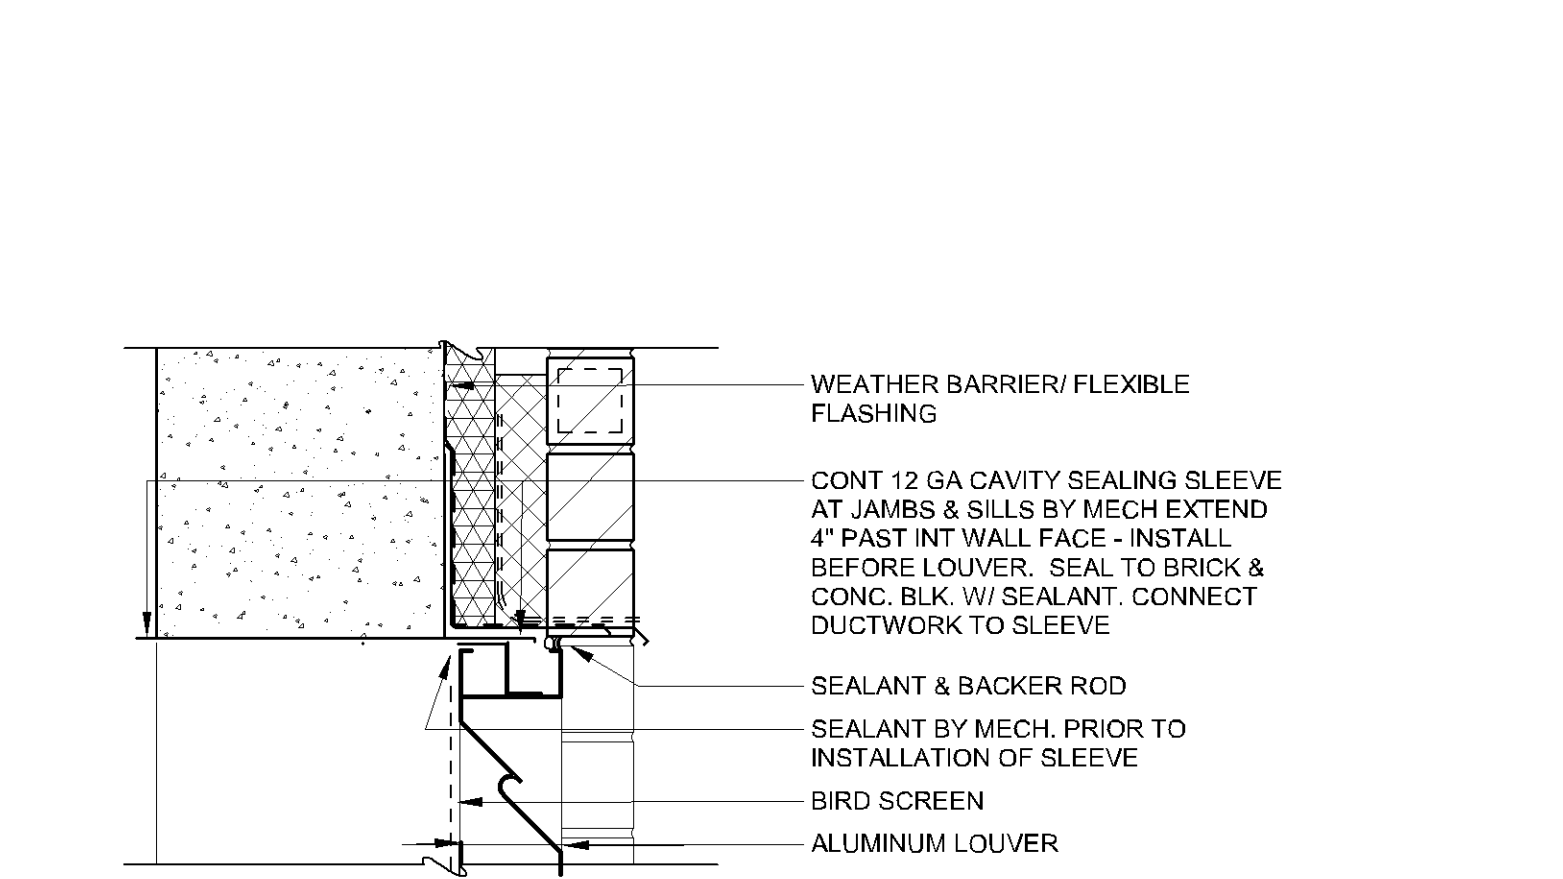 WEATHER BARRIER/ FLEXIBLE
FLASHING
CONT 12 GA CAVITY SEALING SLEEVE
AT JAMBS & SILLS BY MECH EXTEND
4" PAST INT WALL FACE - INSTALL
BEFORE LOUVER. SEAL TO BRICK &
CONC. BLK. W/ SEALANT. CONNECT
DUCTWORK TO SLEEVE
SEALANT & BACKER ROD
SEALANT BY MECH. PRIOR TO
INSTALLATION OF SLEEVE
BIRD SCREEN
ALUMINUM LOUVER